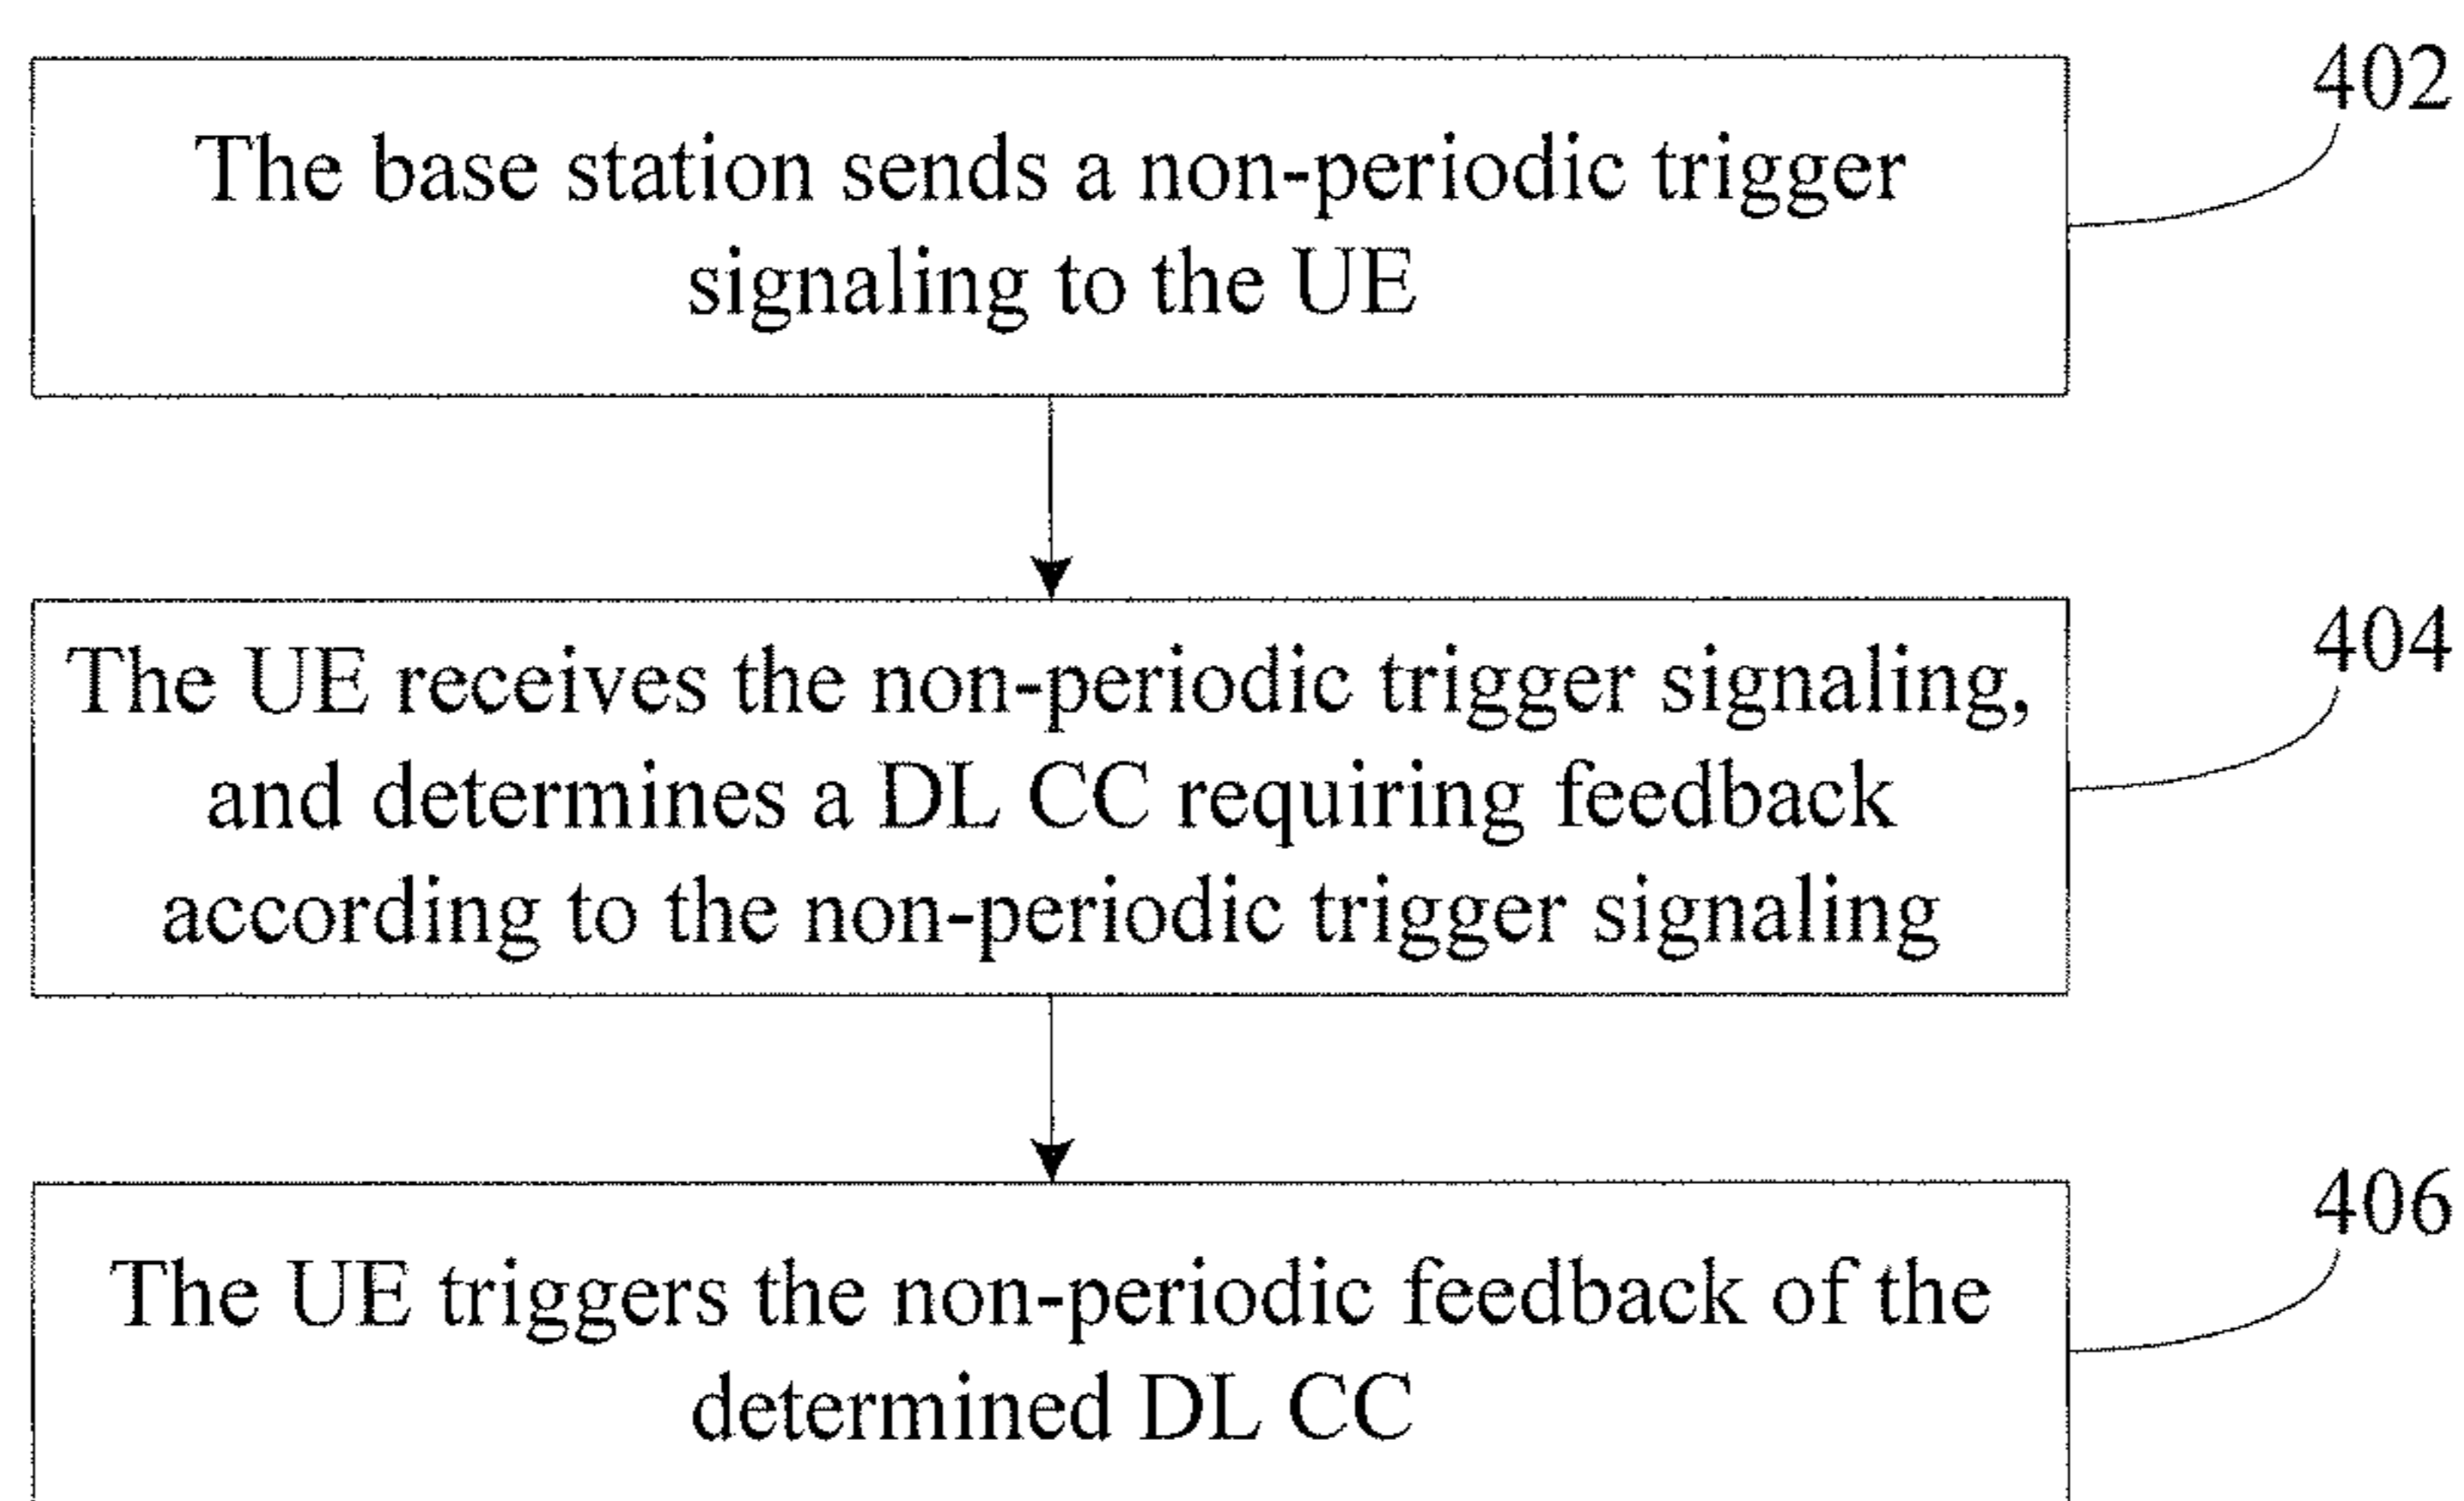 402
The base station sends a non-periodic trigger
signaling to the UE
404
The UE receives the non-periodic trigger signaling,
and determines a DL CC requiring feedback
according to the non-periodic trigger signaling
406
The UE triggers the non-periodic feedback of the
determined DL CC